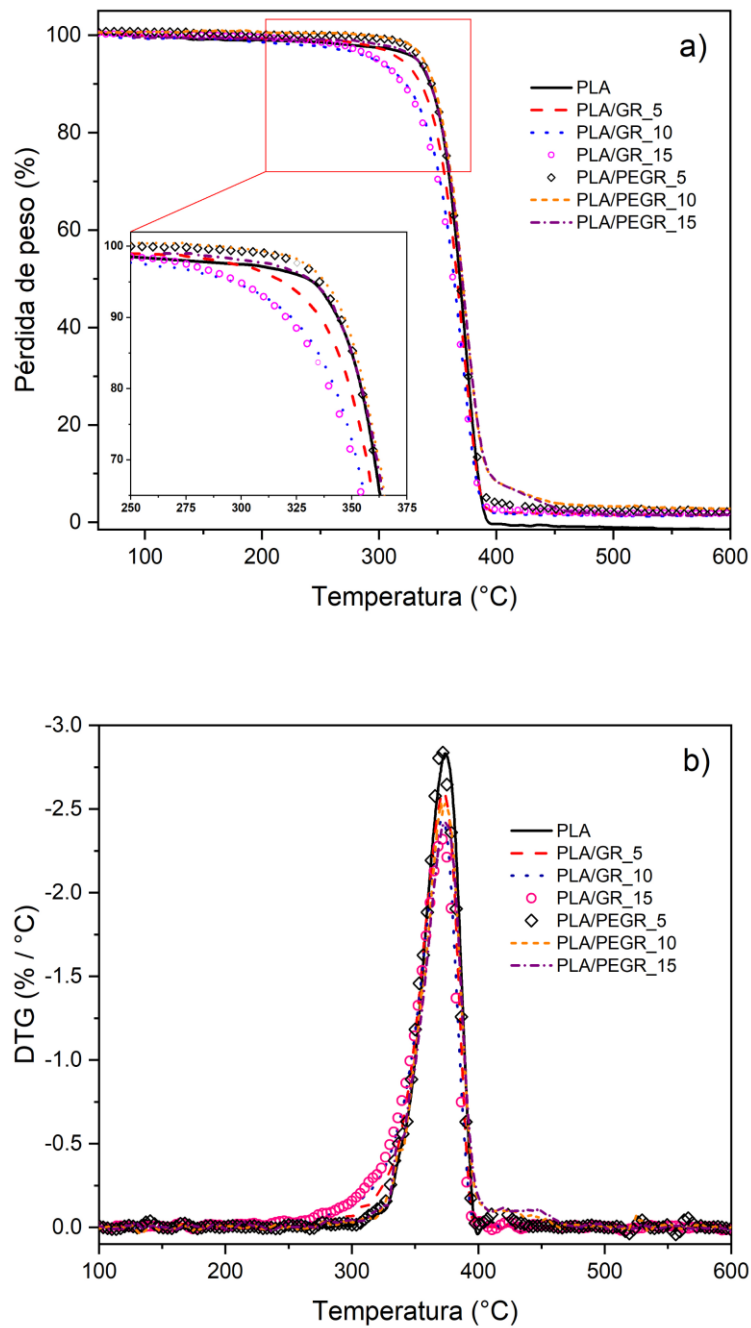 a)
PLA
PLA/GR_5
PLA/GR_10
PLA/GR_15
PLA/PEGR_5
PLA/PEGR_10
PLA/PEGR_15
Pérdida de peso (%)
100
80
60
40
20
0
100
90
80
70
250
275
300
325
350
375
100
200
300
400
500
600
Temperatura (°C)
b)
PLA
PLA/GR_5
PLA/GR_10
PLA/GR_15
PLA/PEGR_5
PLA/PEGR_10
PLA/PEGR_15
DTG (% / °C)
-3.0
-2.5
-2.0
-1.5
-1.0
-0.5
0.0
100
200
300
400
500
600
Temperatura (°C)